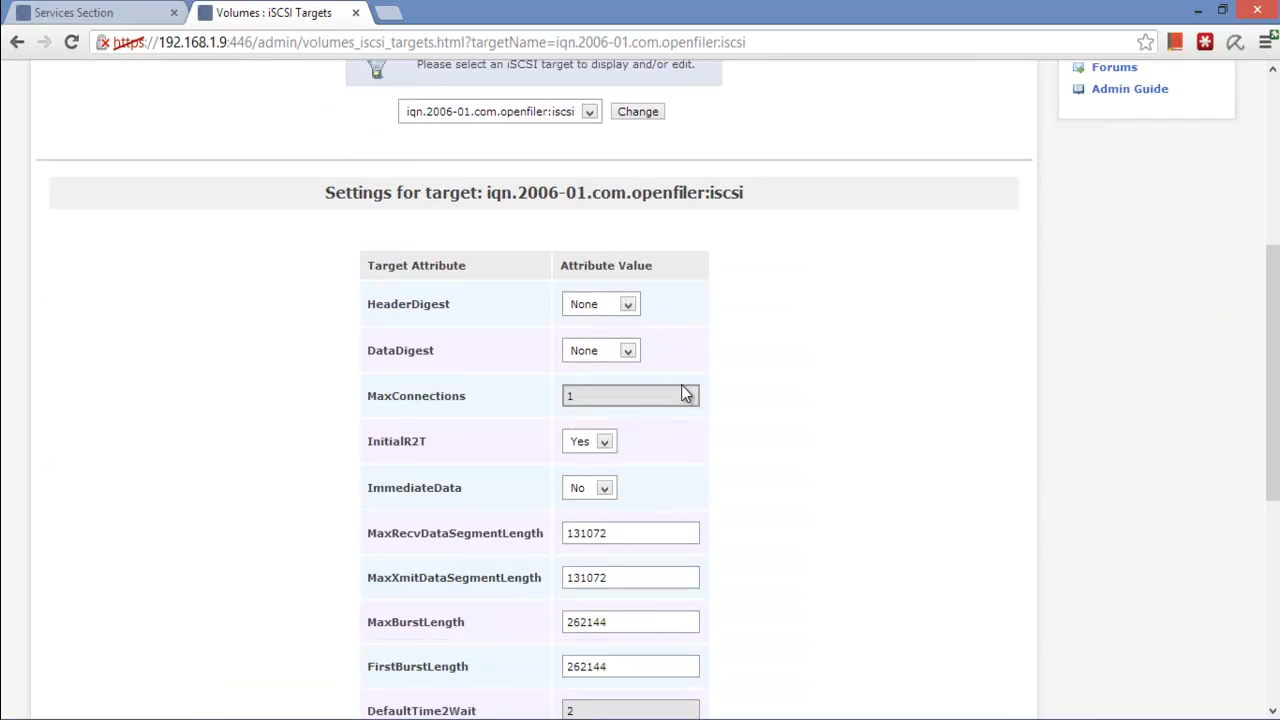 Services Section
Volumes : iSCSI Targets
https://192.168.1.9:446/admin/volumes_iscsi_targets.html?targetName=iqn.2006-01.com.openfiler:iscsi
Please select an iSCSI target to display and/or edit.
Forums
Admin Guide
iqn.2006-01.com.openfiler:iscsi
Change
Settings for target: iqn.2006-01.com.openfiler:iscsi
Target Attribute Attribute Value
HeaderDigest None
DataDigest None
MaxConnections 1
InitialR2T Yes
ImmediateData No
MaxRecvDataSegmentLength 131072
MaxXmitDataSegmentLength 131072
MaxBurstLength 262144
FirstBurstLength 262144
DefaultTime2Wait 2